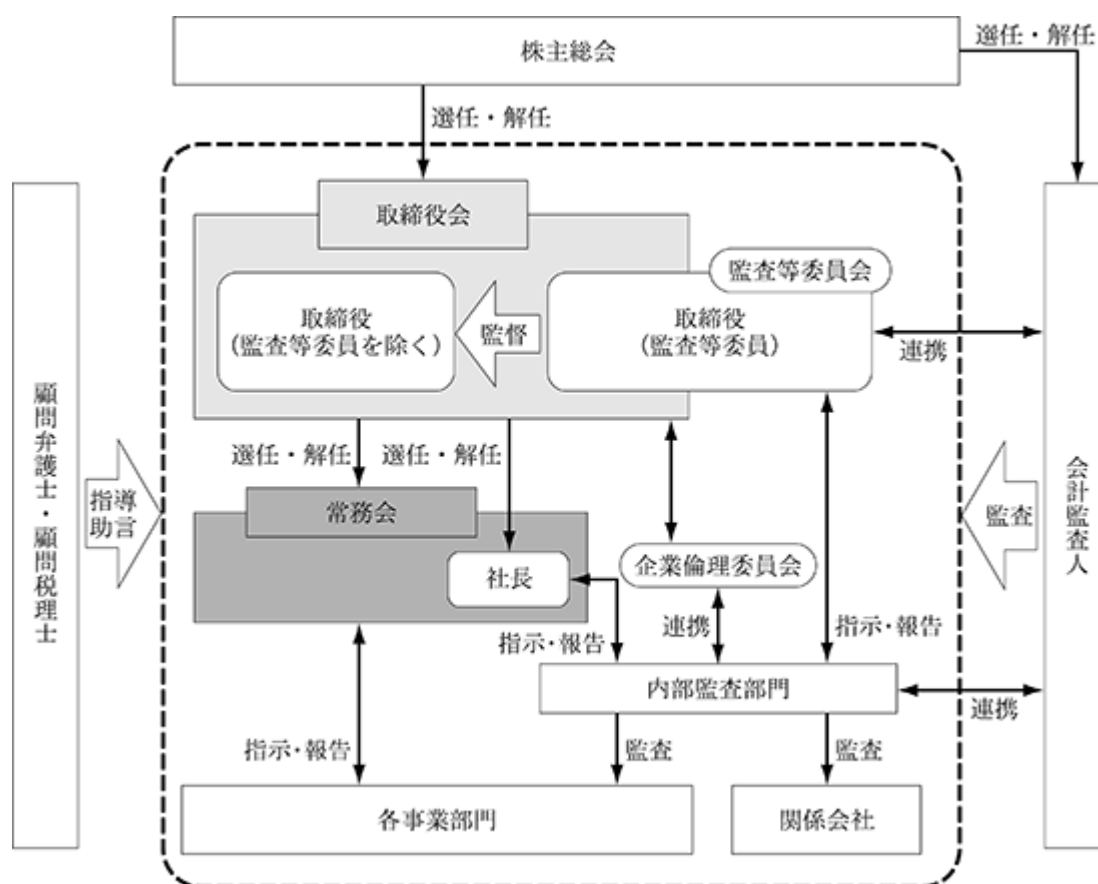 株主総会
選任・解任
選任・解任
取締役会
監査等委員会
取締役
(監査等委員を除く)
監督
取締役
(監査等委員)
連携
顧問弁護士・顧問税理士
指導
助言
選任・解任
選任・解任
常務会
社長
企業倫理委員会
監査
会計監査人
指示・報告
連携
指示・報告
内部監査部門
連携
指示・報告
監査
監査
各事業部門
関係会社